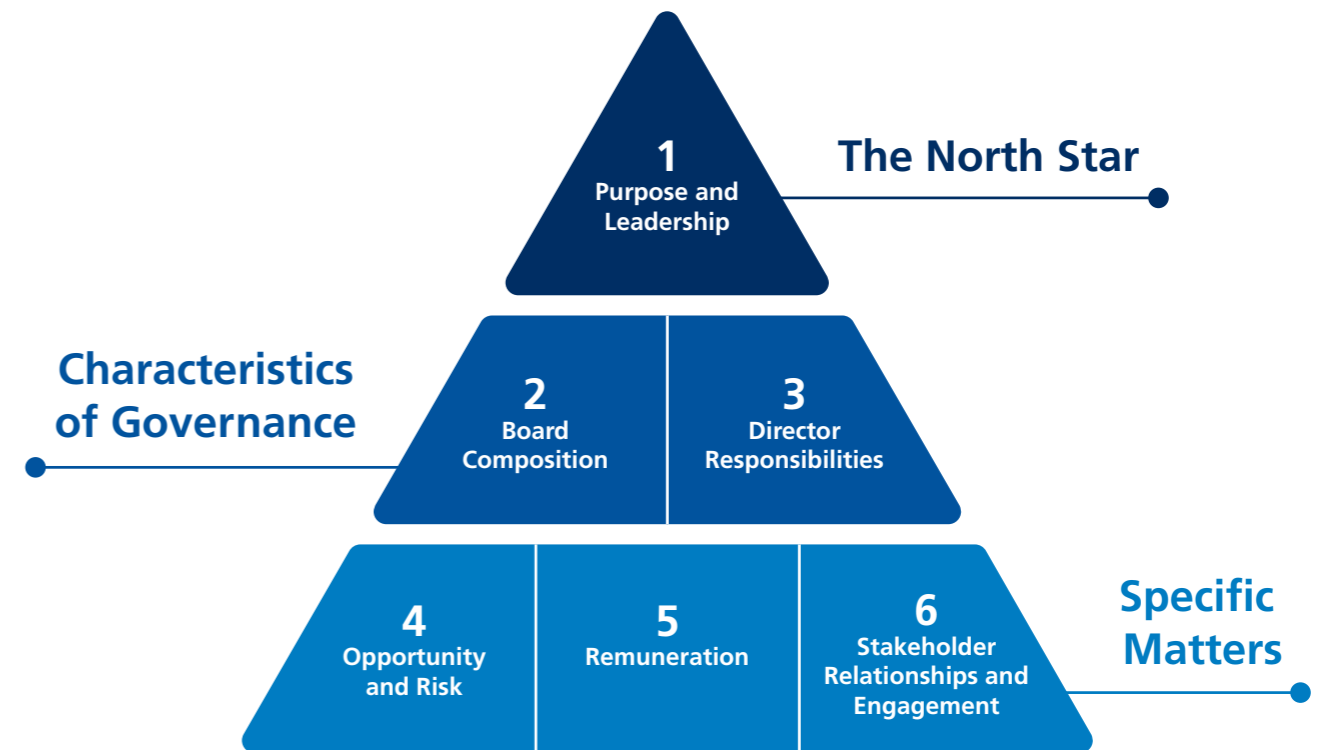 1
Purpose and
Leadership
The North Star
Characteristics
of Governance
2
Board
Composition
3
Director
Responsibilities
4
Opportunity
and Risk
5
Remuneration
6
Stakeholder
Relationships and
Engagement
Specific
Matters